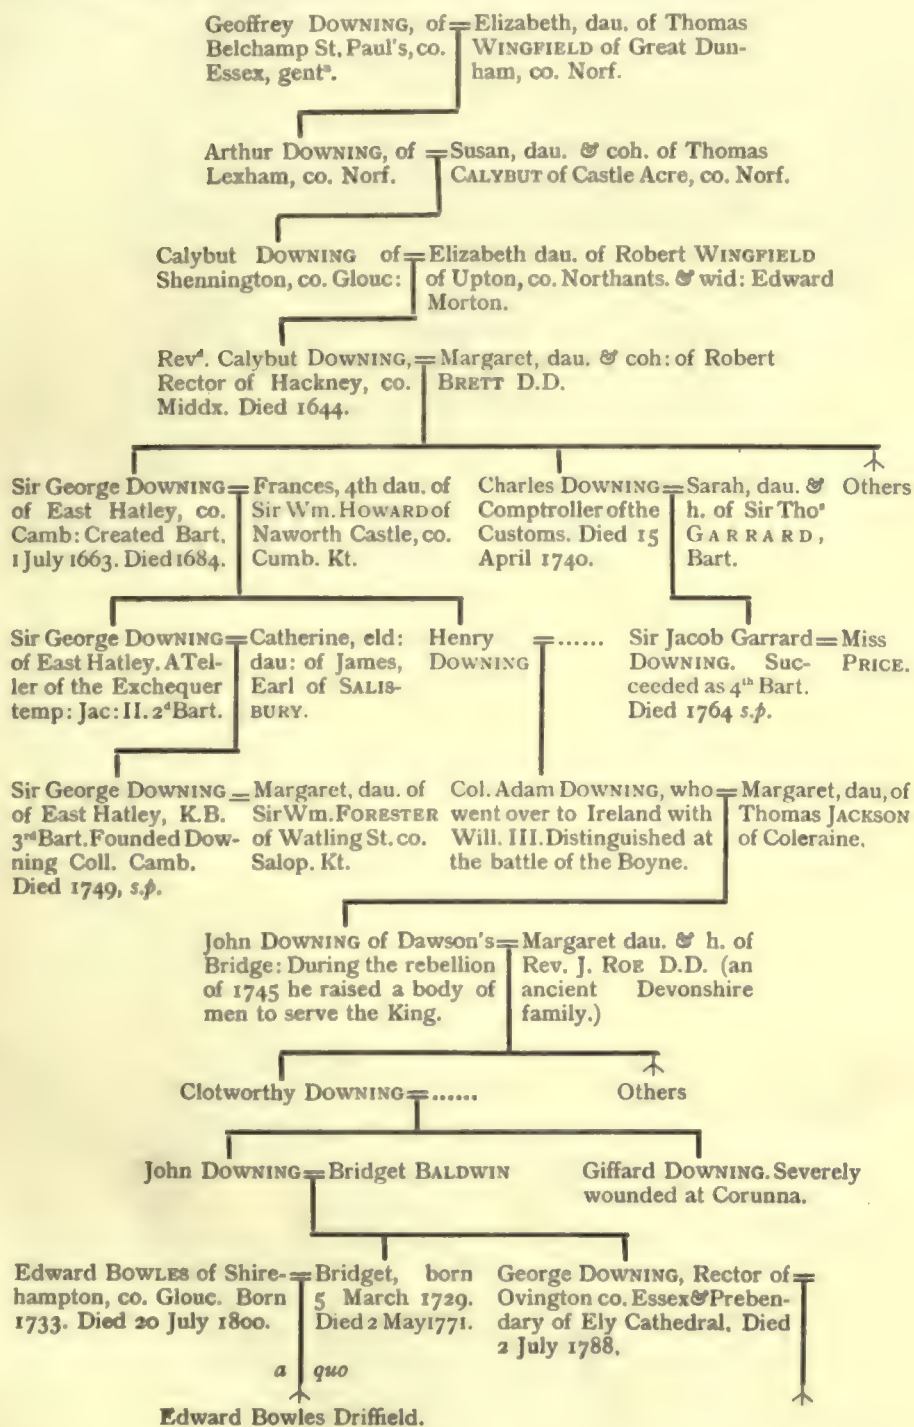 Geoffrey DOWNING, of = Elizabeth, dau. of Thomas
Belchamp St. Paul's, co. WINGFIELD of Great Dun-
Essex, gentⁿ. ham, co. Norf.
Arthur DOWNING, of = Susan, dau. & coh. of Thomas
Lexham, co. Norf. CALYBUT of Castle Acre, co. Norf.
Calybut DOWNING of = Elizabeth dau. of Robert WINGFIELD
Shennington, co. Glouc: of Upton, co. Northants. & wid: Edward
Morton.
Revᵈ. Calybut DOWNING, = Margaret, dau. & coh: of Robert
Rector of Hackney, co. BRETT D.D.
Middx. Died 1644.
Sir George DOWNING = Frances, 4th dau. of
of East Hatley, co. Sir Wm. HOWARD of
Camb: Created Bart. Naworth Castle, co.
1 July 1663. Died 1684. Cumb. Kt.
Charles DOWNING = Sarah, dau. &
Comptroller of the h. of Sir Thoˢ
Customs. Died 15 GARRARD,
April 1740. Bart.
Others
Sir George DOWNING = Catherine, eld:
of East Hatley. A Tel- dau: of James,
ler of the Exchequer Earl of SALIS-
temp: Jac: II. 2ᵈ Bart. BURY.
Henry = ......
DOWNING
Sir Jacob Garrard = Miss
DOWNING. Suc- PRICE.
ceeded as 4ᵗʰ Bart.
Died 1764 s.p.
Sir George DOWNING = Margaret, dau. of
of East Hatley, K.B. Sir Wm. FORESTER
3ʳᵈ Bart. Founded Dow- of Watling St. co.
ning Coll. Camb. Salop. Kt.
Died 1749, s.p.
Col. Adam DOWNING, who = Margaret, dau, of
went over to Ireland with Thomas JACKSON
Will. III. Distinguished at of Coleraine.
the battle of the Boyne.
John DOWNING of Dawson's = Margaret dau. & h. of
Bridge: During the rebellion Rev. J. ROE D.D. (an
of 1745 he raised a body of ancient Devonshire
men to serve the King. family.)
Clotworthy DOWNING = ...... Others
John DOWNING = Bridget BALDWIN
Giffard DOWNING. Severely
wounded at Corunna.
Edward BOWLES of Shire- = Bridget, born
hampton, co. Glouc. Born 5 March 1729.
1733. Died 20 July 1800. Died 2 May 1771.
George DOWNING, Rector of =
Ovington co. Essex & Preben-
dary of Ely Cathedral. Died
2 July 1788.
a quo
Edward Bowles Driffield.